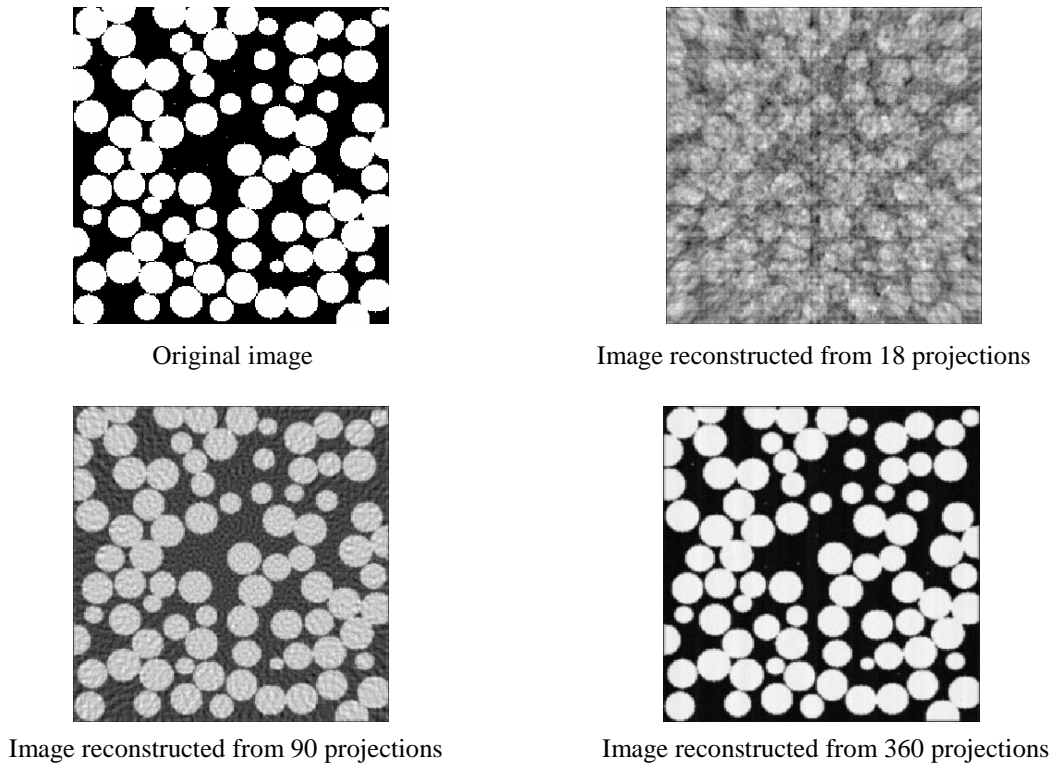 Original image
Image reconstructed from 18 projections
Image reconstructed from 90 projections
Image reconstructed from 360 projections